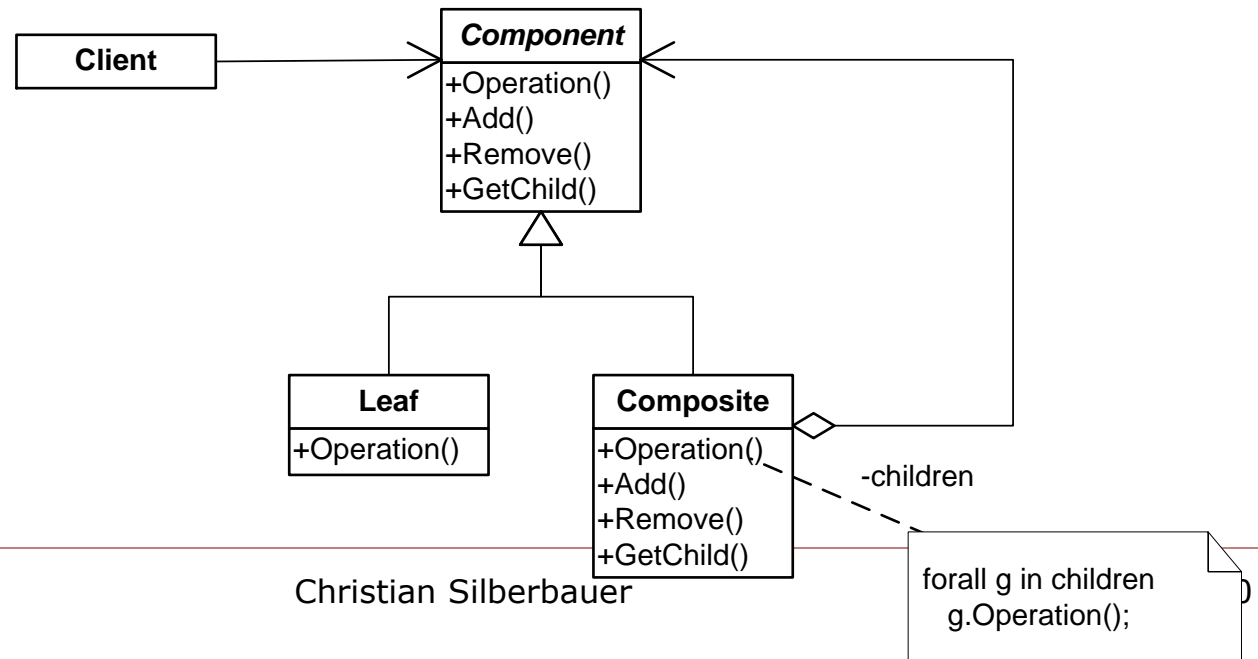 Client
Component
+Operation()
+Add()
+Remove()
+GetChild()
Leaf
+Operation()
Composite
+Operation()
+Add()
+Remove()
+GetChild()
-children
forall g in children
g.Operation();
Christian Silberbauer